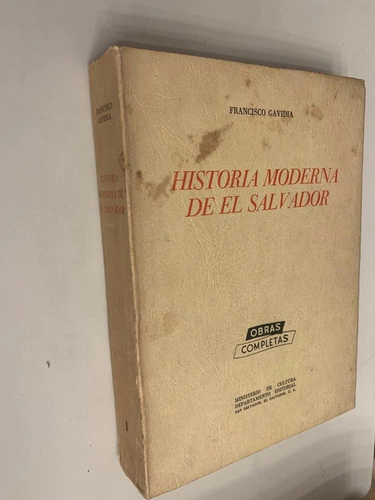 FRANCISCO
GAVIDIA
HISTORIA
MODERNA DE
EL SALVADOR
1
FRANCISCO GAVIDIA
HISTORIA MODERNA
DE EL SALVADOR
OBRAS
COMPLETAS
MINISTERIO DE CULTURA
DEPARTAMENTO EDITORIAL
SAN SALVADOR, EL SALVADOR, C. A.